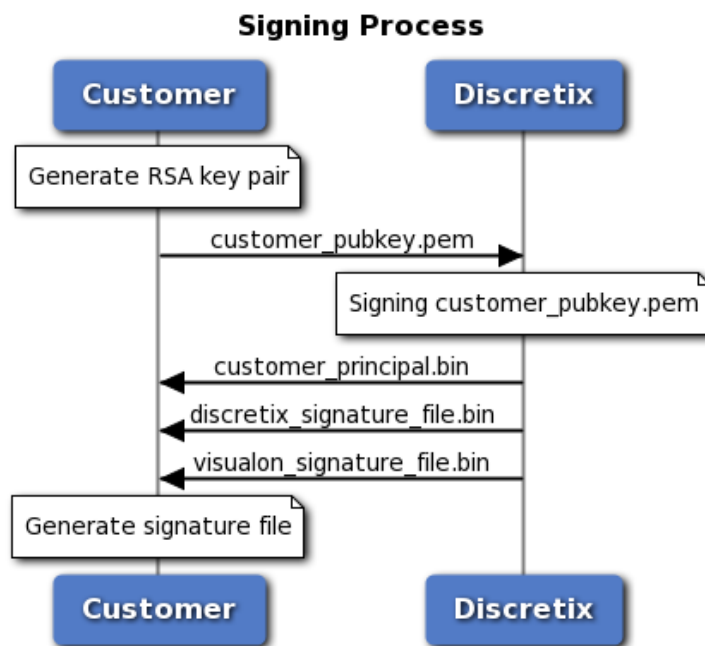 Signing Process
Customer
Discretix
Generate RSA key pair
customer_pubkey.pem
Signing customer_pubkey.pem
customer_principal.bin
discretix_signature_file.bin
visualon_signature_file.bin
Generate signature file
Customer
Discretix